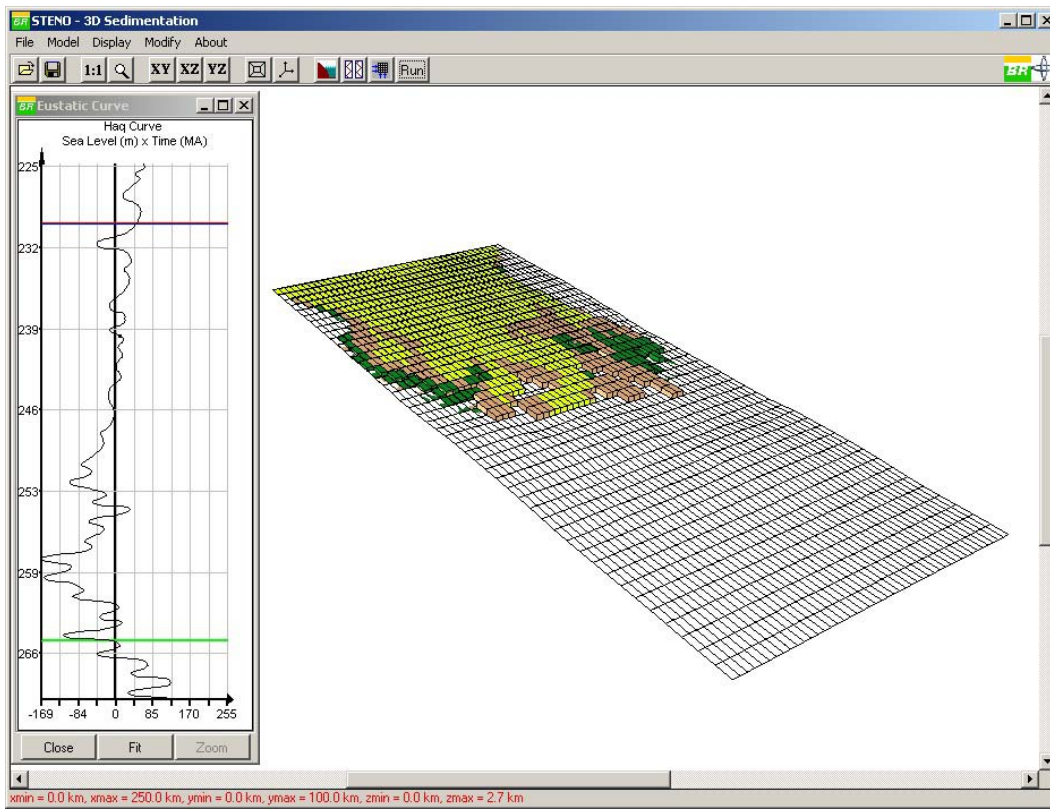 BR STENO - 3D Sedimentation
File Model Display Modify About
1:1 XY XZ YZ Run
BR
BR Eustatic Curve
Haq Curve
Sea Level (m) x Time (MA)
225
232
239
246
253
259
266
-169 -84 0 85 170 255
Close Fit Zoom
xmin = 0.0 km, xmax = 250.0 km, ymin = 0.0 km, ymax = 100.0 km, zmin = 0.0 km, zmax = 2.7 km